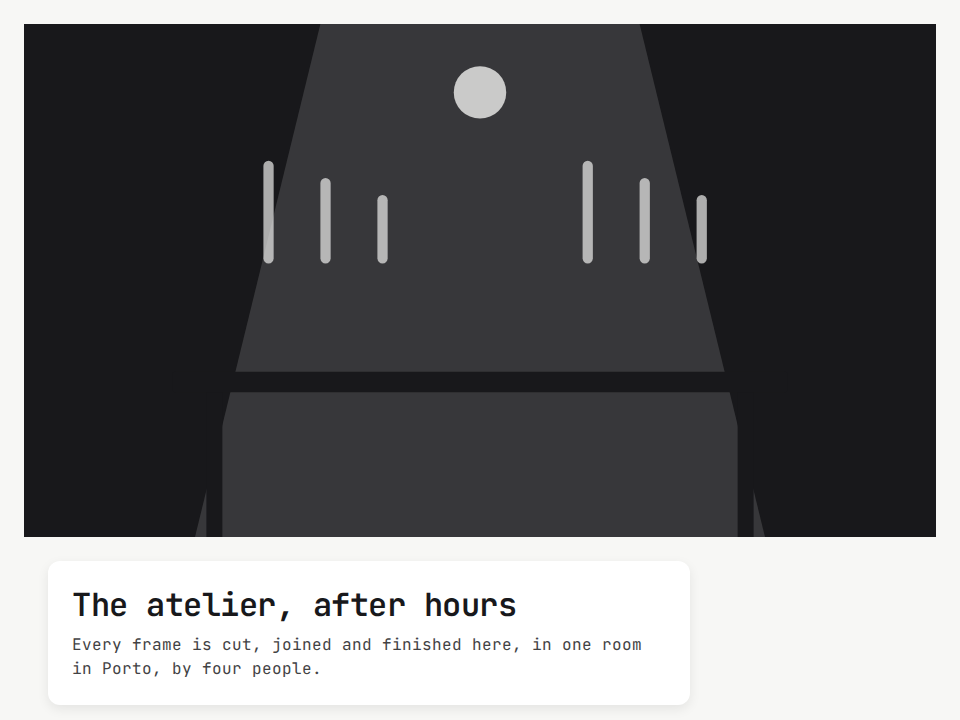 The atelier, after hours
Every frame is cut, joined and finished here, in one room
in Porto, by four people.